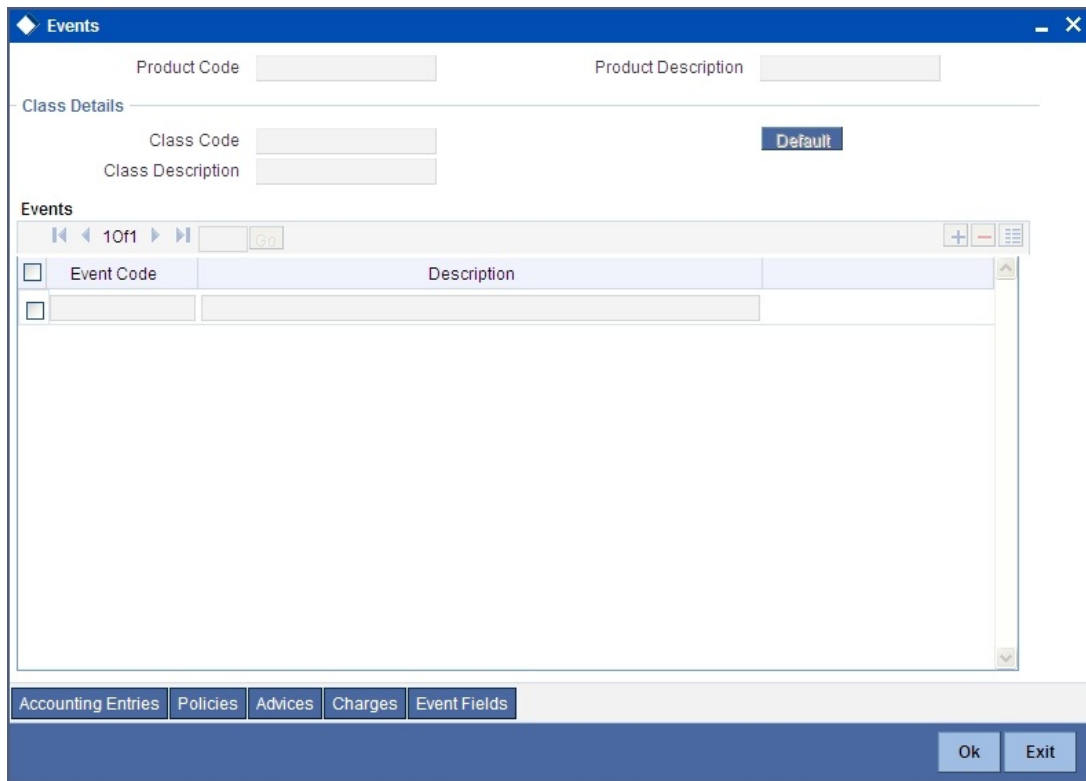 Events
Product Code
Product Description
Class Details
Class Code
Default
Class Description
Events
1Of1
Go
Event Code
Description
Accounting Entries
Policies
Advices
Charges
Event Fields
Ok
Exit